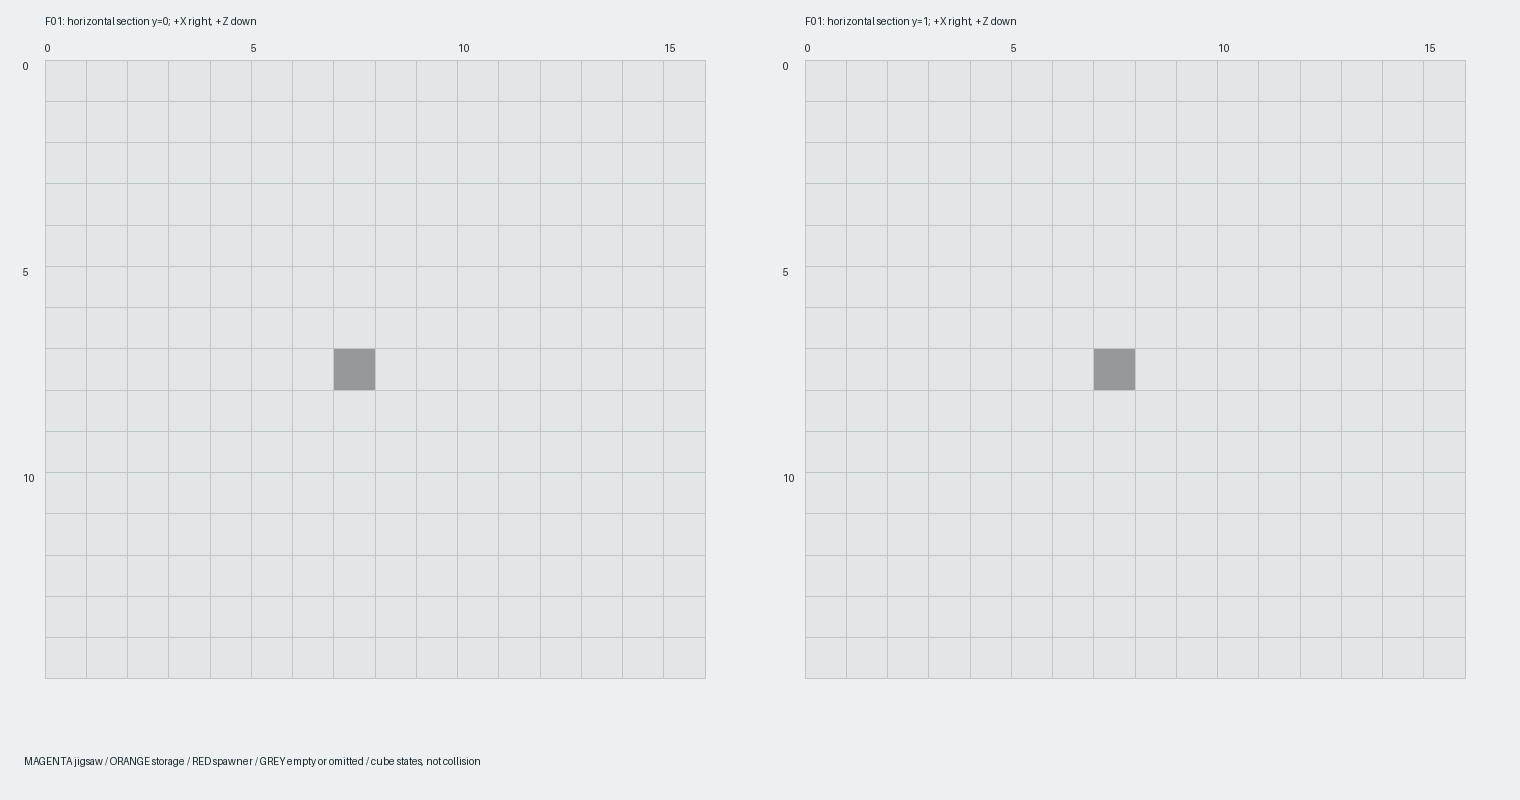 F01: horizontal section y=0; +X right, +Z down
F01: horizontal section y=1; +X right, +Z down
0 5 10 15
0 5 10 15
0
0
5
5
10
10
MAGENTA jigsaw / ORANGE storage / RED spawner / GREY empty or omitted / cube states, not collision